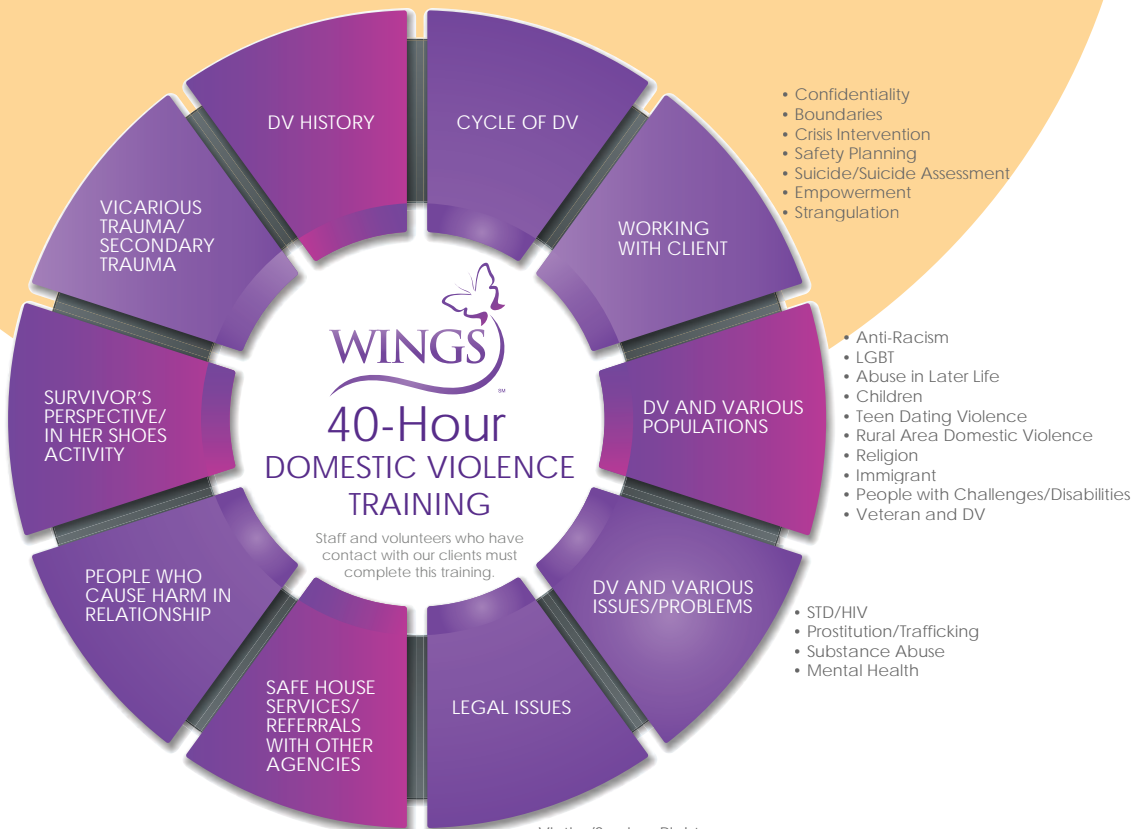 DV HISTORY
CYCLE OF DV
• Confidentiality
• Boundaries
• Crisis Intervention
• Safety Planning
• Suicide/Suicide Assessment
• Empowerment
• Strangulation
VICARIOUS
TRAUMA/
SECONDARY
TRAUMA
WORKING
WITH CLIENT
WINGS
SM
40-Hour
DOMESTIC VIOLENCE
TRAINING
Staff and volunteers who have
contact with our clients must
complete this training.
SURVIVOR'S
PERSPECTIVE/
IN HER SHOES
ACTIVITY
DV AND VARIOUS
POPULATIONS
• Anti-Racism
• LGBT
• Abuse in Later Life
• Children
• Teen Dating Violence
• Rural Area Domestic Violence
• Religion
• Immigrant
• People with Challenges/Disabilities
• Veteran and DV
PEOPLE WHO
CAUSE HARM IN
RELATIONSHIP
DV AND VARIOUS
ISSUES/PROBLEMS
• STD/HIV
• Prostitution/Trafficking
• Substance Abuse
• Mental Health
SAFE HOUSE
SERVICES/
REFERRALS
WITH OTHER
AGENCIES
LEGAL ISSUES